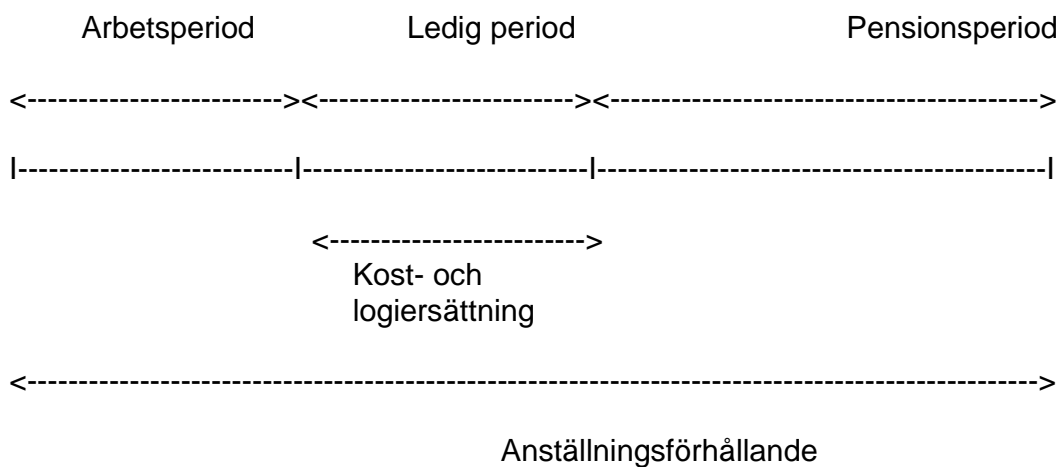 Arbetsperiod Ledig period Pensionsperiod
<-------------------------><------------------------><--------------------------------------->
|------------------------|-------------------------|---------------------------------------|
<---------------------->
Kost- och
logiersättning
<--------------------------------------------------------------------------------------->
Anställningsförhållande